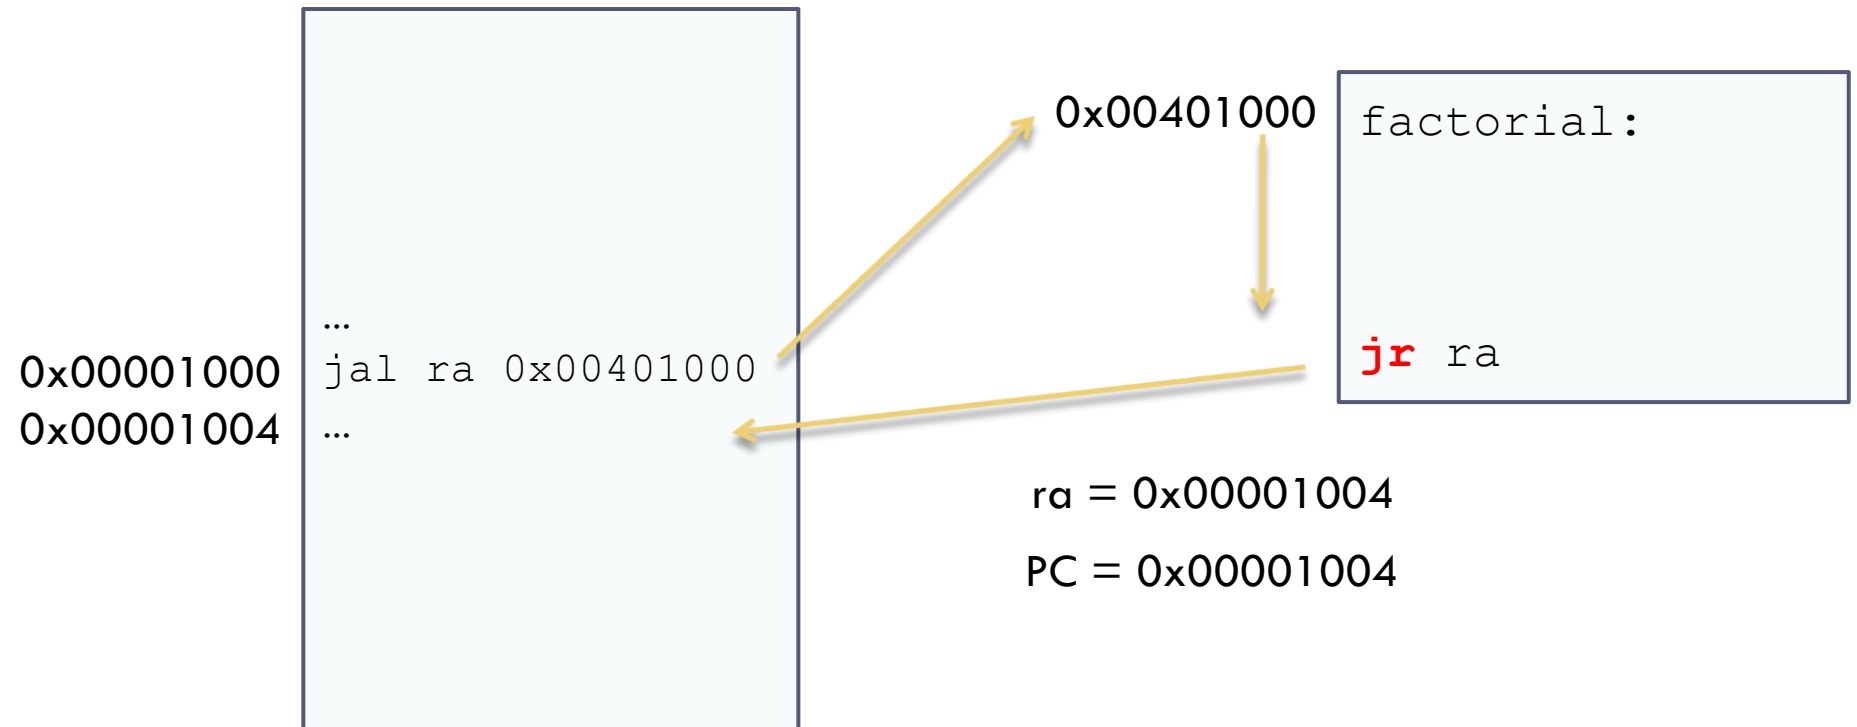 …
0x00001000 jal ra 0x00401000
0x00001004 …
0x00401000 factorial:
jr ra
ra = 0x00001004
PC = 0x00001004